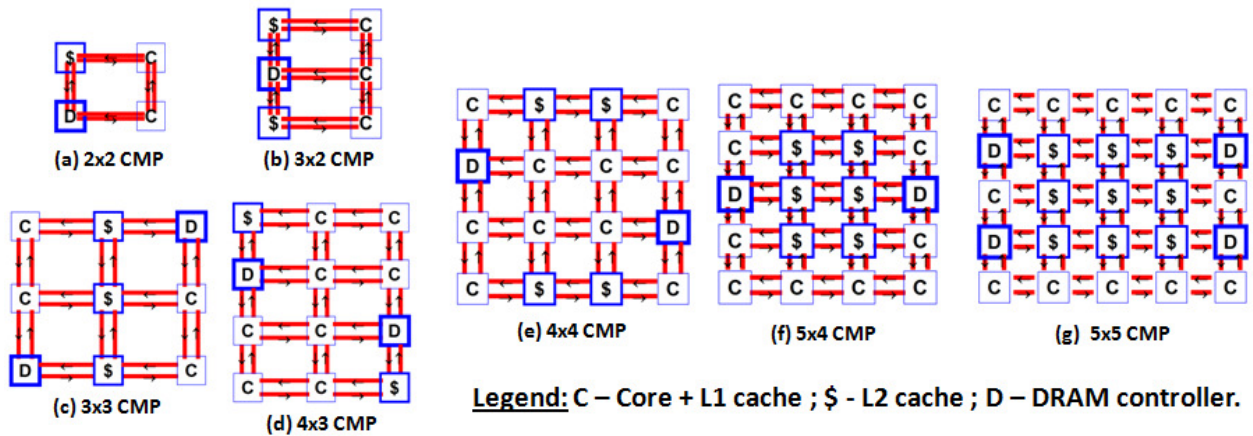 $ C
D C
(a) 2x2 CMP
$ C
D C
$ C
(b) 3x2 CMP
C $ D
C $ C
D $ C
(c) 3x3 CMP
$ C C
D C C
C C D
C C $
(d) 4x3 CMP
C $ $ C
D C C C
C C C D
C $ $ C
(e) 4x4 CMP
C C C C
C $ $ C
D $ $ D
C $ $ C
C C C C
(f) 5x4 CMP
C C C C C
D $ $ $ D
C $ $ $ C
D $ $ $ D
C C C C C
(g) 5x5 CMP
Legend: C – Core + L1 cache ; $ - L2 cache ; D – DRAM controller.